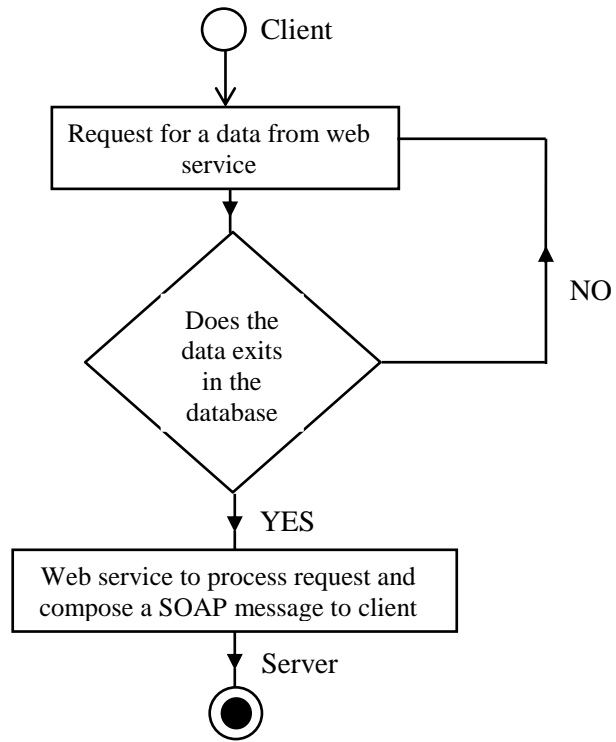 Client
Request for a data from web
service
Does the
data exits
in the
database
NO
YES
Web service to process request and
compose a SOAP message to client
Server